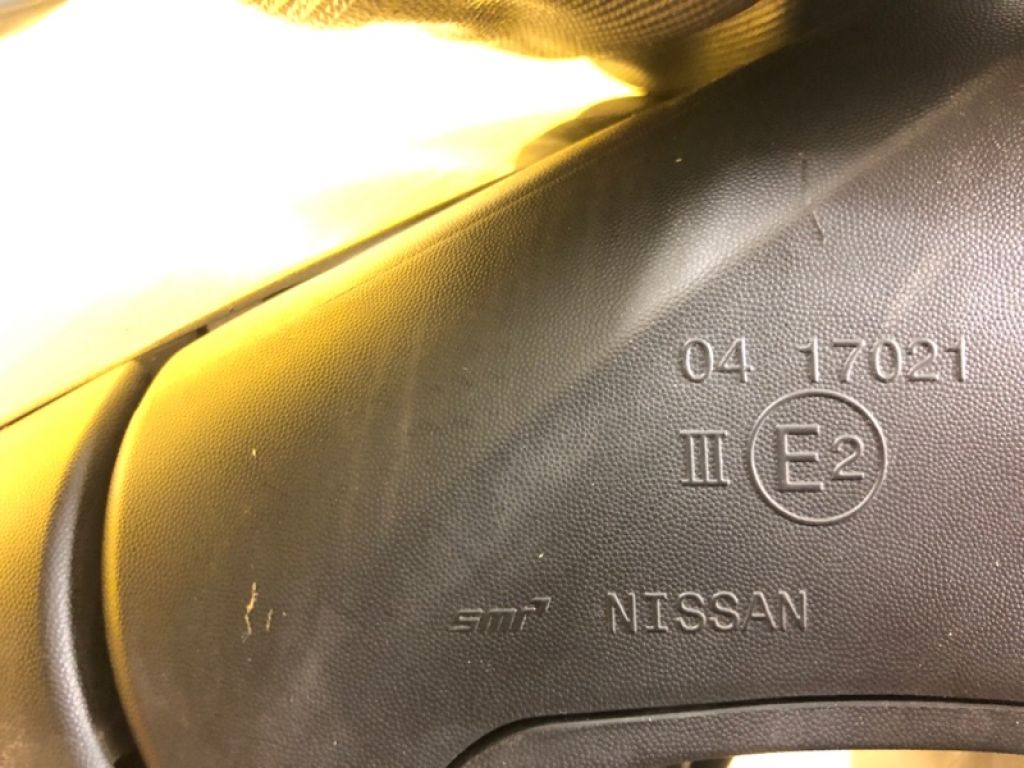 04 17021
III E2
smr NISSAN